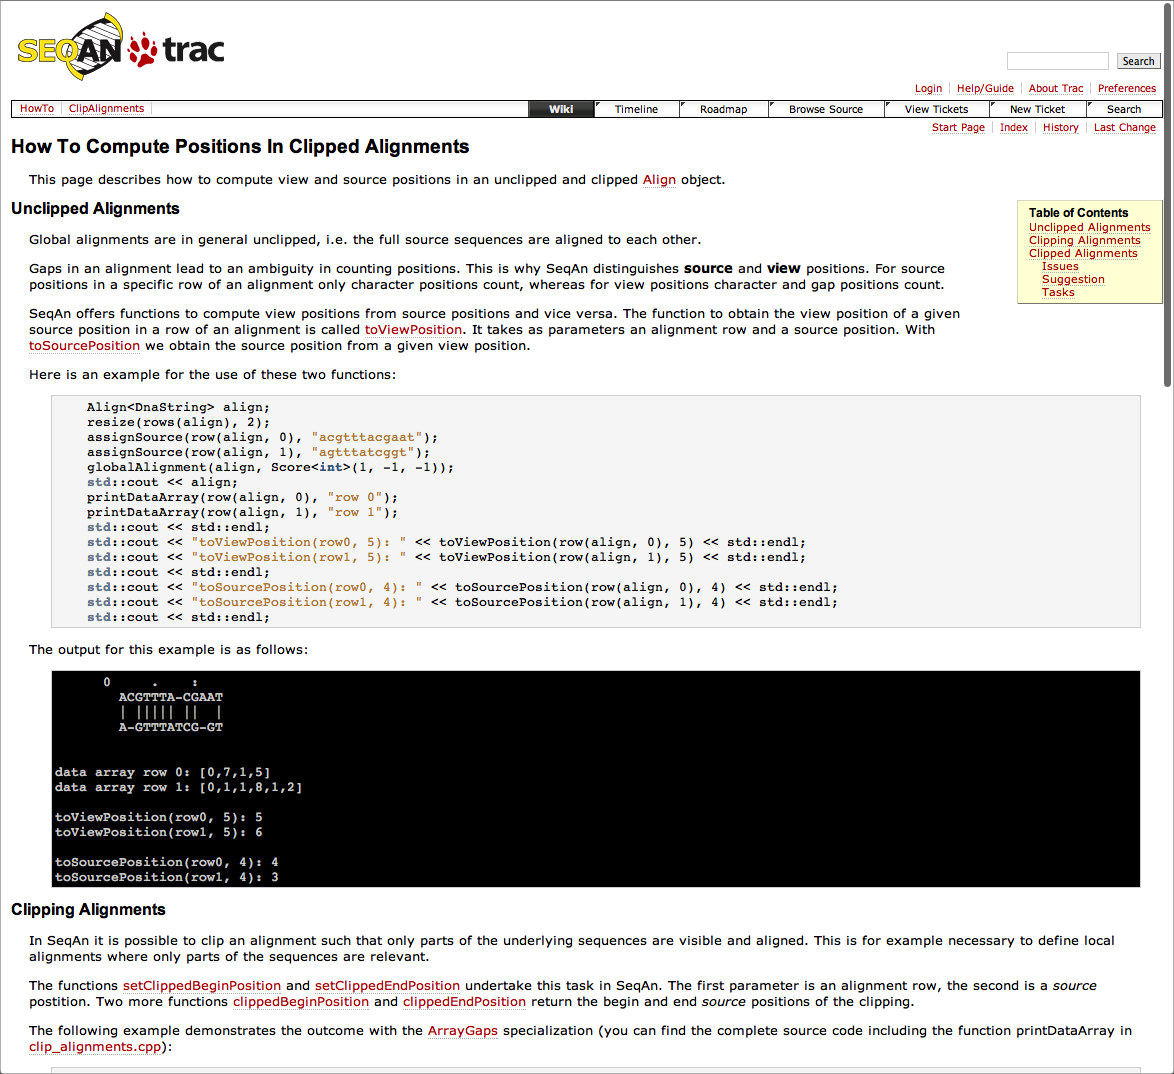 SEQAN trac
Search
Login Help/Guide About Trac Preferences
HowTo ClipAlignments Wiki Timeline Roadmap Browse Source View Tickets New Ticket Search
Start Page Index History Last Change
How To Compute Positions In Clipped Alignments
This page describes how to compute view and source positions in an unclipped and clipped Align object.
Table of Contents
Unclipped Alignments
Clipping Alignments
Clipped Alignments
Issues
Suggestion
Tasks
Unclipped Alignments
Global alignments are in general unclipped, i.e. the full source sequences are aligned to each other.
Gaps in an alignment lead to an ambiguity in counting positions. This is why SeqAn distinguishes source and view positions. For source
positions in a specific row of an alignment only character positions count, whereas for view positions character and gap positions count.
SeqAn offers functions to compute view positions from source positions and vice versa. The function to obtain the view position of a given
source position in a row of an alignment is called toViewPosition. It takes as parameters an alignment row and a source position. With
toSourcePosition we obtain the source position from a given view position.
Here is an example for the use of these two functions:
Align<DnaString> align;
resize(rows(align), 2);
assignSource(row(align, 0), "acgtttacgaat");
assignSource(row(align, 1), "agtttatcggt");
globalAlignment(align, Score<int>(1, -1, -1));
std::cout << align;
printDataArray(row(align, 0), "row 0");
printDataArray(row(align, 1), "row 1");
std::cout << std::endl;
std::cout << "toViewPosition(row0, 5): " << toViewPosition(row(align, 0), 5) << std::endl;
std::cout << "toViewPosition(row1, 5): " << toViewPosition(row(align, 1), 5) << std::endl;
std::cout << std::endl;
std::cout << "toSourcePosition(row0, 4): " << toSourcePosition(row(align, 0), 4) << std::endl;
std::cout << "toSourcePosition(row1, 4): " << toSourcePosition(row(align, 1), 4) << std::endl;
std::cout << std::endl;
The output for this example is as follows:
0     .    :
ACGTTTA-CGAAT
| ||||| ||  |
A-GTTTATCG-GT
data array row 0: [0,7,1,5]
data array row 1: [0,1,1,8,1,2]
toViewPosition(row0, 5): 5
toViewPosition(row1, 5): 6
toSourcePosition(row0, 4): 4
toSourcePosition(row1, 4): 3
Clipping Alignments
In SeqAn it is possible to clip an alignment such that only parts of the underlying sequences are visible and aligned. This is for example necessary to define local
alignments where only parts of the sequences are relevant.
The functions setClippedBeginPosition and setClippedEndPosition undertake this task in SeqAn. The first parameter is an alignment row, the second is a source
postition. Two more functions clippedBeginPosition and clippedEndPosition return the begin and end source positions of the clipping.
The following example demonstrates the outcome with the ArrayGaps specialization (you can find the complete source code including the function printDataArray in
clip_alignments.cpp):